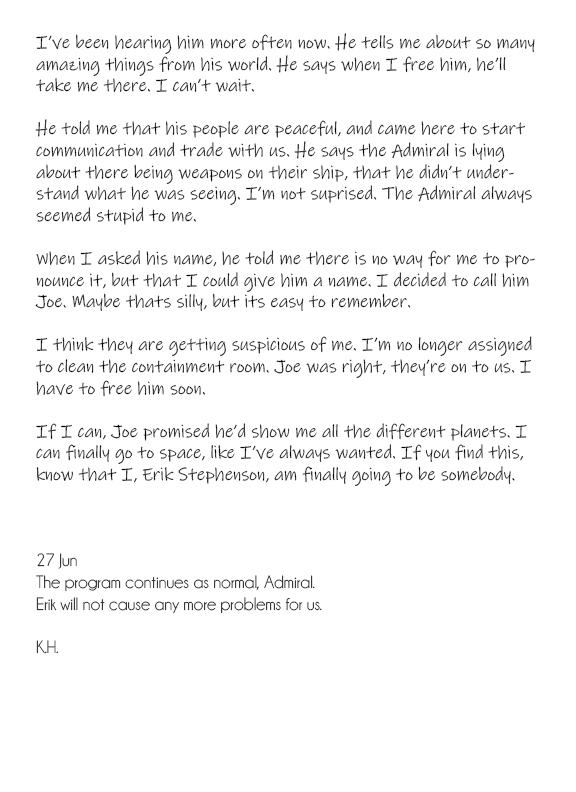 I've been hearing him more often now. He tells me about so many
amazing things from his world. He says when I free him, he'll
take me there. I can't wait.
He told me that his people are peaceful, and came here to start
communication and trade with us. He says the Admiral is lying
about there being weapons on their ship, that he didn't under-
stand what he was seeing. I'm not suprised. The Admiral always
seemed stupid to me.
When I asked his name, he told me there is no way for me to pro-
nounce it, but that I could give him a name. I decided to call him
Joe. Maybe thats silly, but its easy to remember.
I think they are getting suspicious of me. I'm no longer assigned
to clean the containment room. Joe was right, they're on to us. I
have to free him soon.
If I can, Joe promised he'd show me all the different planets. I
can finally go to space, like I've always wanted. If you find this,
know that I, Erik Stephenson, am finally going to be somebody.
27 Jun
The program continues as normal, Admiral.
Erik will not cause any more problems for us.
K.H.